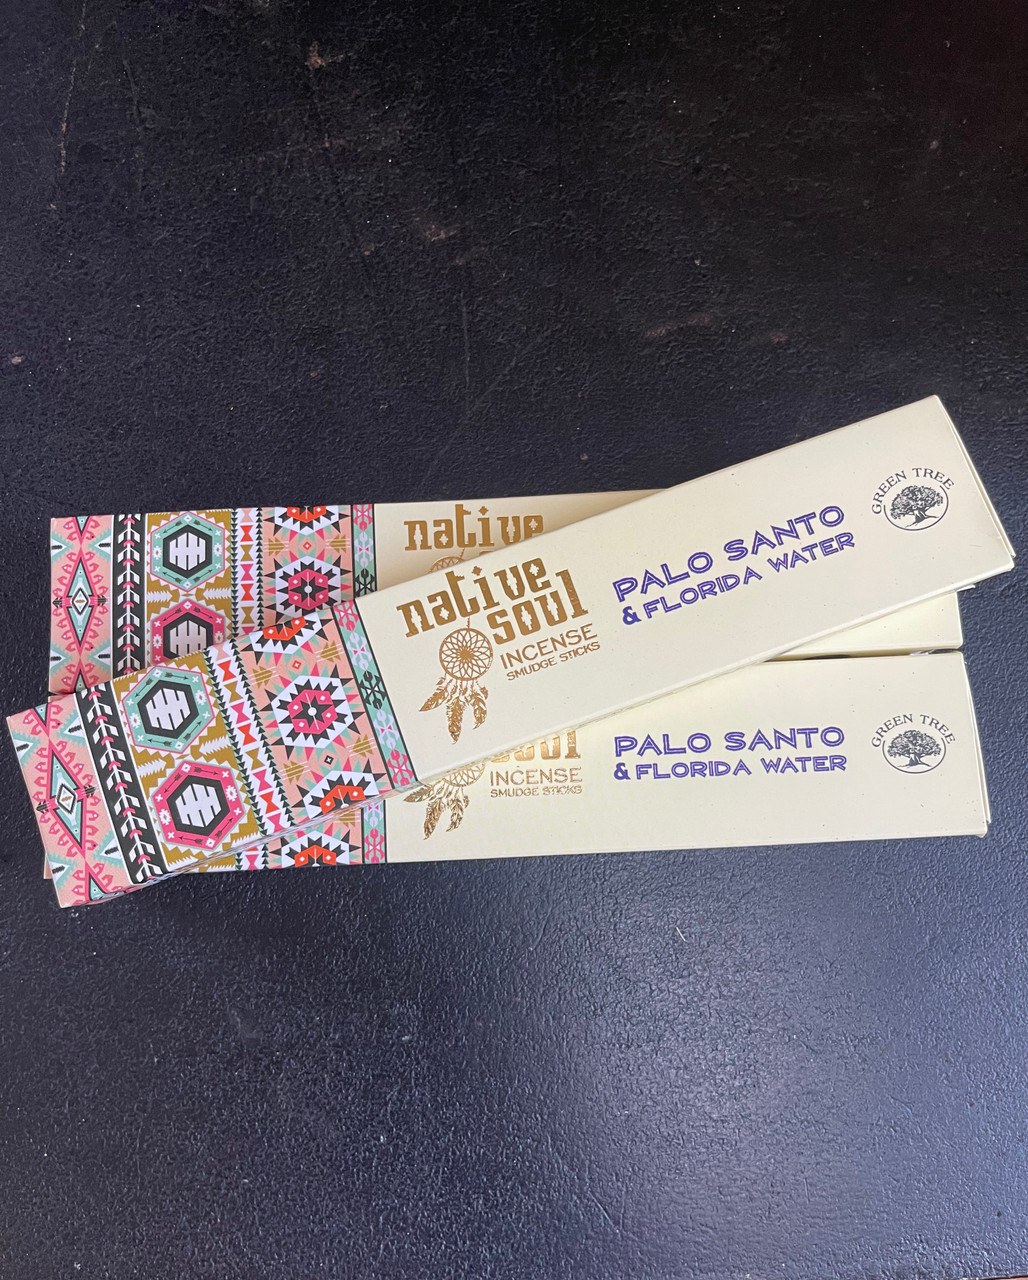 native
native
soul
INCENSE
SMUDGE STICKS
PALO SANTO
& FLORIDA WATER
GREEN TREE
soul
INCENSE
SMUDGE STICKS
PALO SANTO
& FLORIDA WATER
GREEN TREE